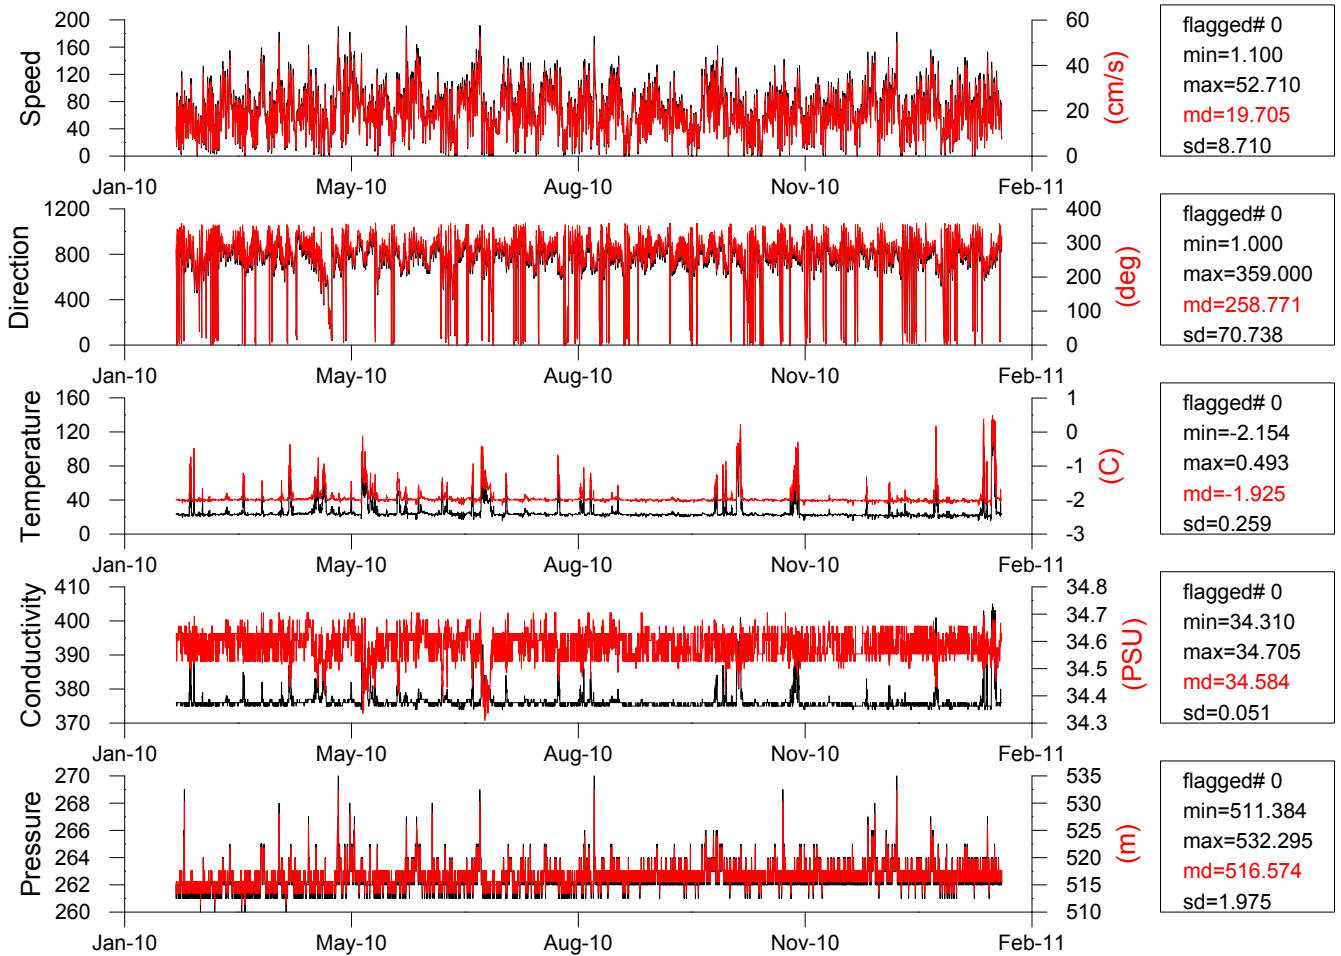 Speed
200
160
120
80
40
0
60
40
20
0
(cm/s)
Jan-10 May-10 Aug-10 Nov-10 Feb-11
flagged# 0
min=1.100
max=52.710
md=19.705
sd=8.710
Direction
1200
800
400
0
400
300
200
100
0
(deg)
Jan-10 May-10 Aug-10 Nov-10 Feb-11
flagged# 0
min=1.000
max=359.000
md=258.771
sd=70.738
Temperature
160
120
80
40
0
1
0
-1
-2
-3
(C)
Jan-10 May-10 Aug-10 Nov-10 Feb-11
flagged# 0
min=-2.154
max=0.493
md=-1.925
sd=0.259
Conductivity
410
400
390
380
370
34.8
34.7
34.6
34.5
34.4
34.3
(PSU)
Jan-10 May-10 Aug-10 Nov-10 Feb-11
flagged# 0
min=34.310
max=34.705
md=34.584
sd=0.051
Pressure
270
268
266
264
262
260
535
530
525
520
515
510
(m)
Jan-10 May-10 Aug-10 Nov-10 Feb-11
flagged# 0
min=511.384
max=532.295
md=516.574
sd=1.975